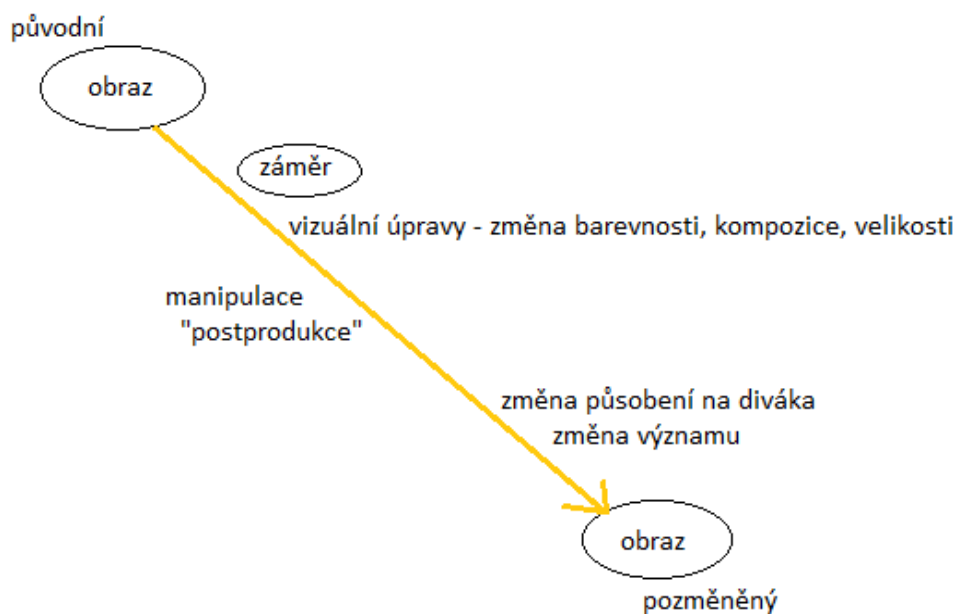 původní
obraz
záměr
vizuální úpravy - změna barevnosti, kompozice, velikosti
manipulace
"postprodukce"
změna působení na diváka
změna významu
obraz
pozměněný